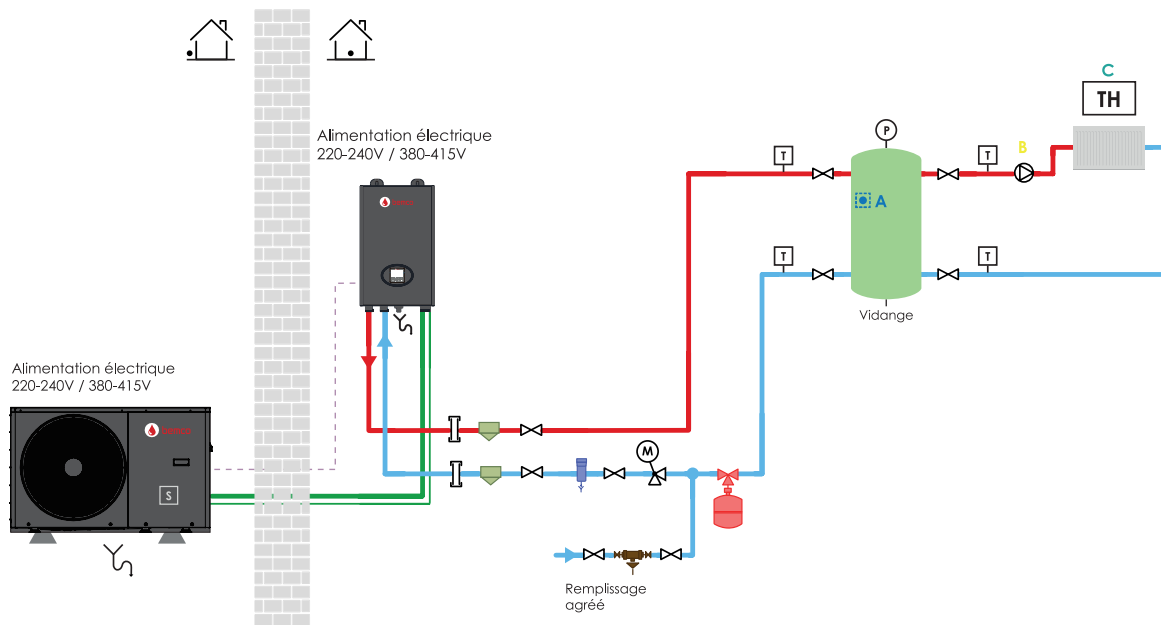 C
TH
Alimentation électrique
220-240V / 380-415V
P
T
T
B
A
T
T
Vidange
Alimentation électrique
220-240V / 380-415V
M
S
Remplissage
agréé